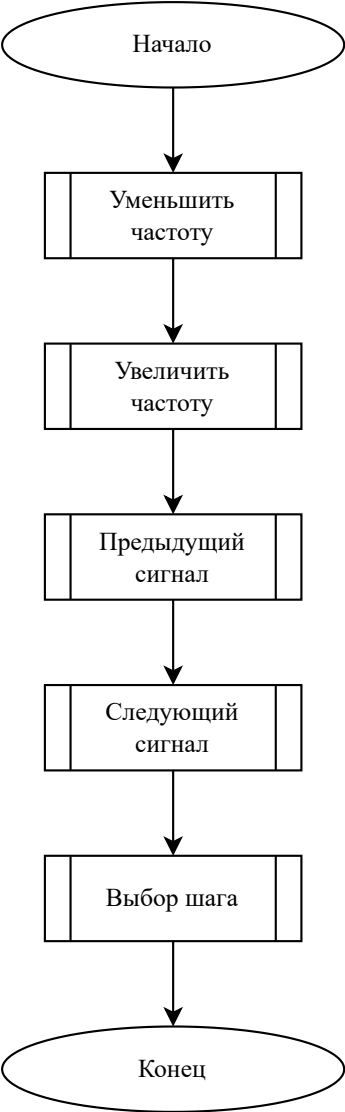 Начало
Уменьшить
частоту
Увеличить
частоту
Предыдущий
сигнал
Следующий
сигнал
Выбор шага
Конец